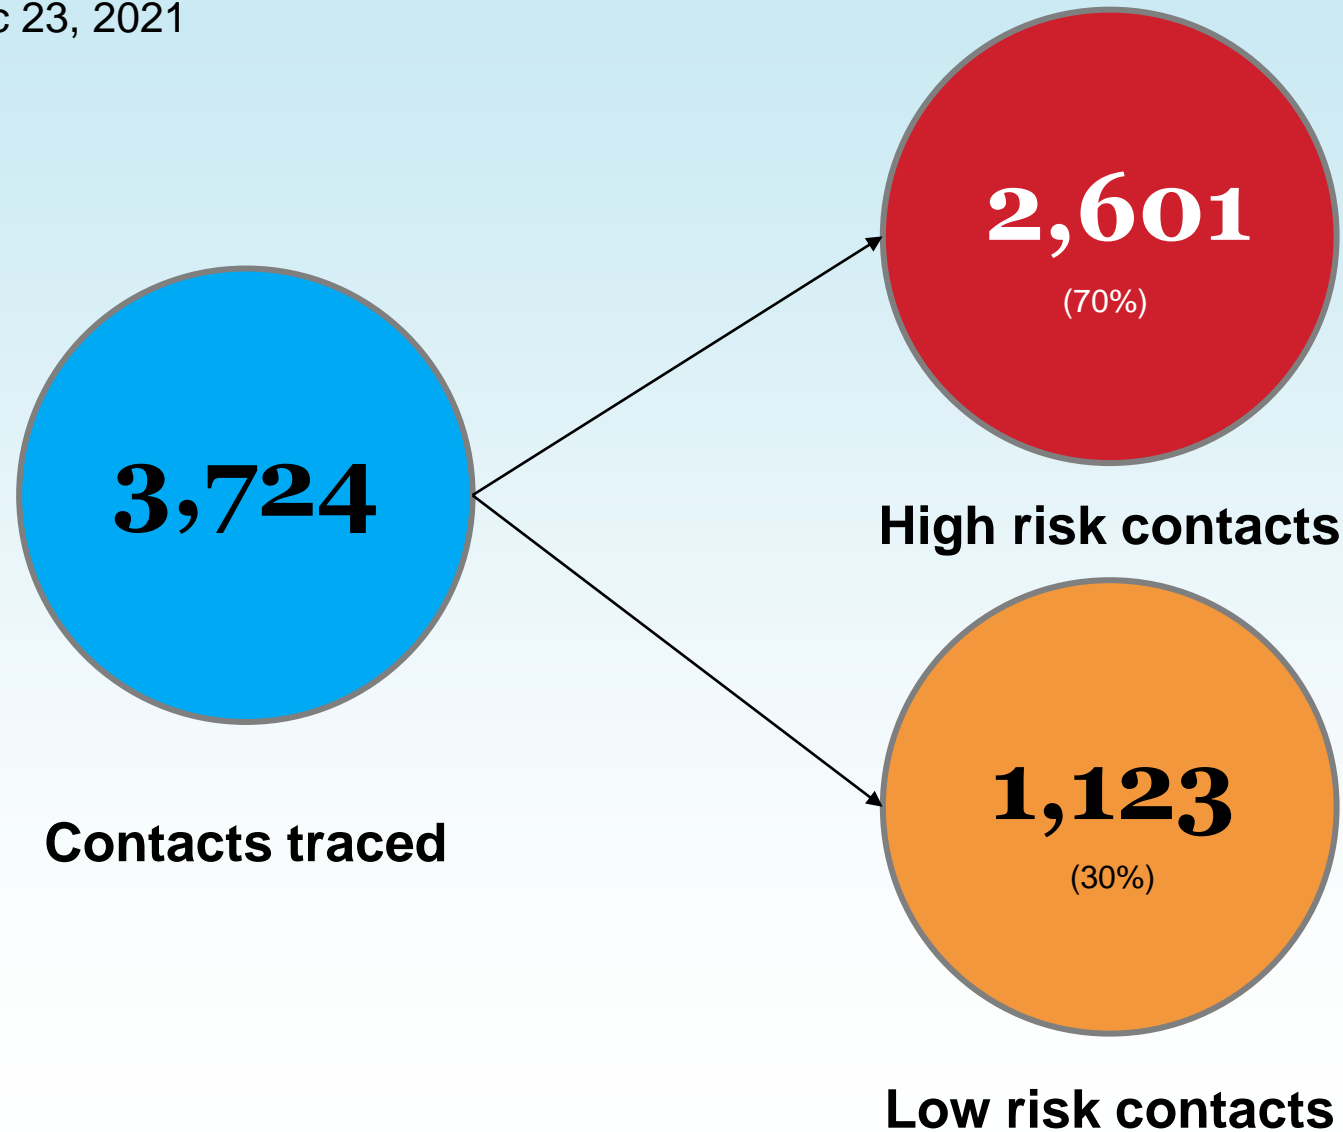 c 23, 2021
2,601
(70%)
High risk contacts
3,724
Contacts traced
1,123
(30%)
Low risk contacts